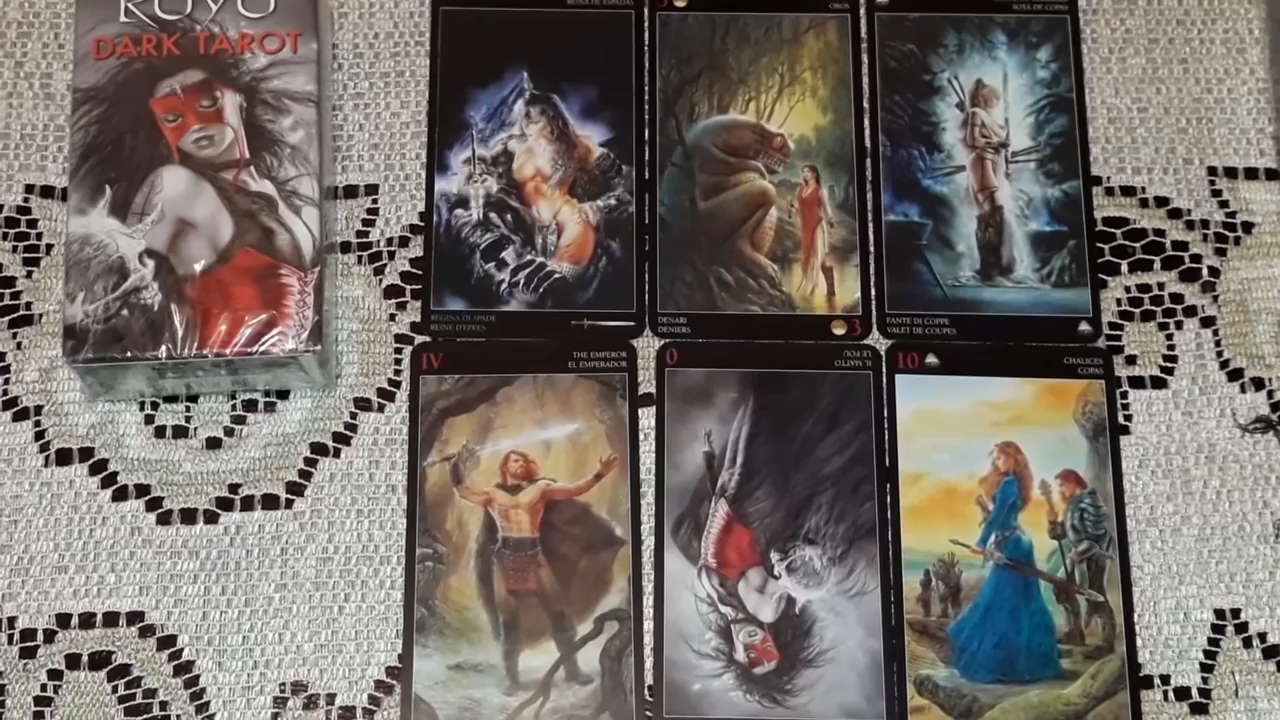 ROYO
DARK TAROT
REINA DE ESPADAS
REGINA DI SPADE
REINE D'EPEES
OROS
DENARI
DENIERS
3
SOTA DE COPAS
FANTE DI COPPE
VALET DE COUPES
IV
THE EMPEROR
EL EMPERADOR
0
IL MATTO
LE FOU
10
CHALICES
COPAS